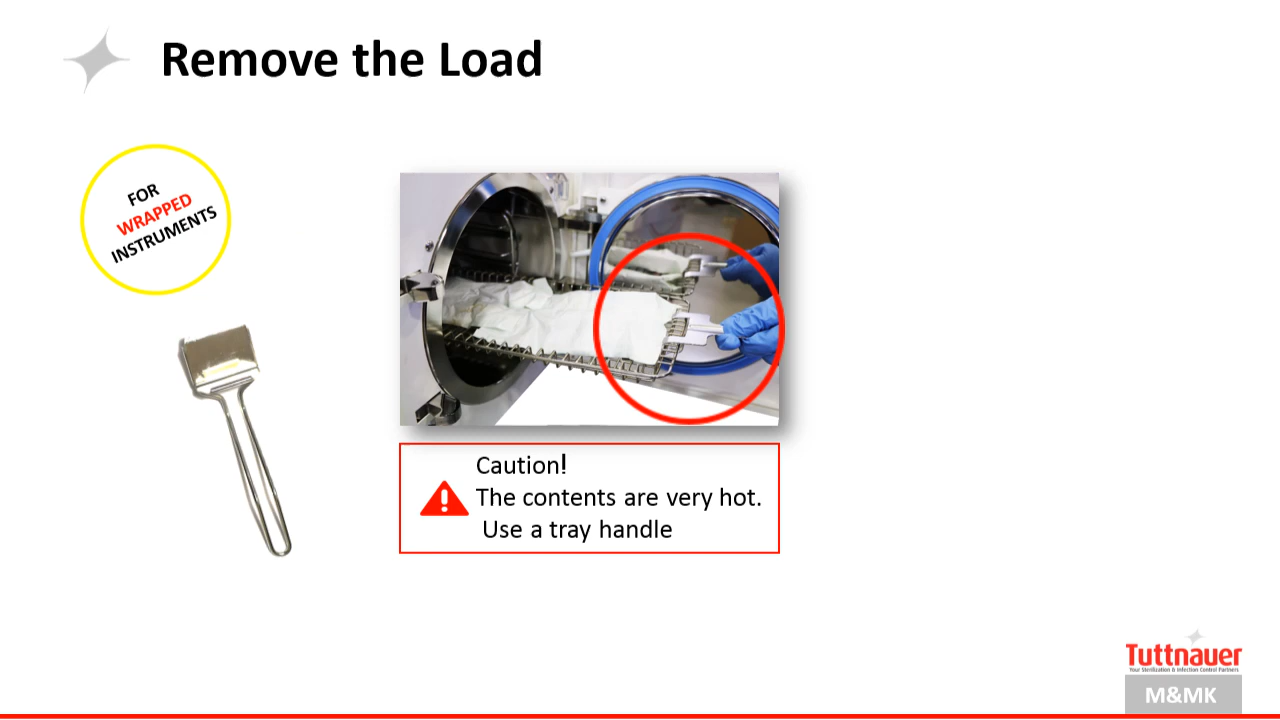 Remove the Load
FOR
WRAPPED
INSTRUMENTS
Caution!
The contents are very hot.
Use a tray handle
Tuttnauer
Your Sterilization & Infection Control Partners
M&MK